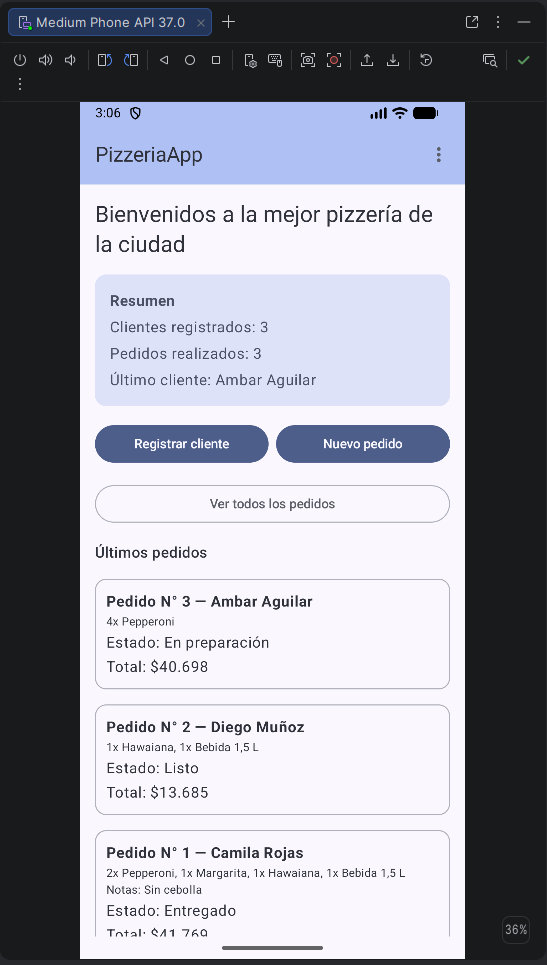 Medium Phone API 37.0
3:06
PizzeriaApp
Bienvenidos a la mejor pizzería de
la ciudad
Resumen
Clientes registrados: 3
Pedidos realizados: 3
Último cliente: Ambar Aguilar
Registrar cliente
Nuevo pedido
Ver todos los pedidos
Últimos pedidos
Pedido N° 3 — Ambar Aguilar
4x Pepperoni
Estado: En preparación
Total: $40.698
Pedido N° 2 — Diego Muñoz
1x Hawaiana, 1x Bebida 1,5 L
Estado: Listo
Total: $13.685
Pedido N° 1 — Camila Rojas
2x Pepperoni, 1x Margarita, 1x Hawaiana, 1x Bebida 1,5 L
Notas: Sin cebolla
Estado: Entregado
Total: $41.769
36%